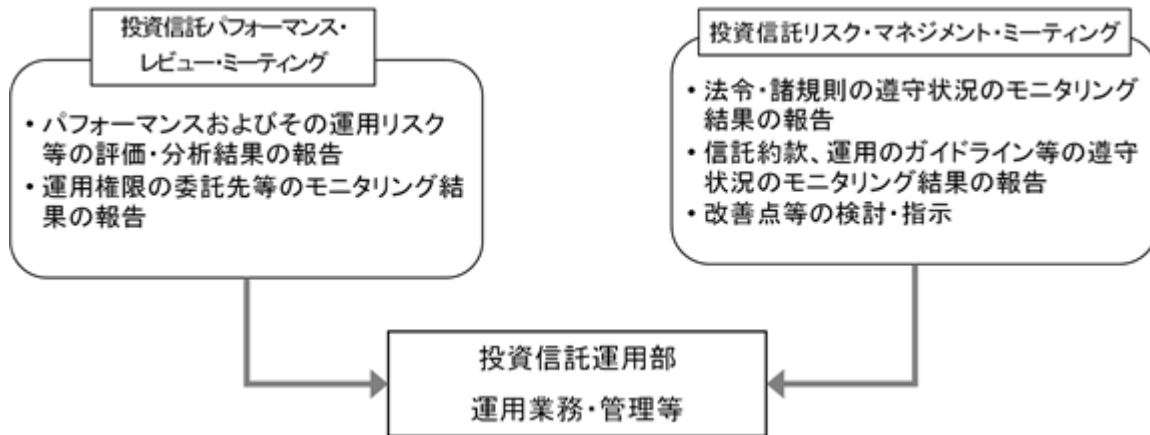 投資信託パフォーマンス・
レビュー・ミーティング
• パフォーマンスおよびその運用リスク
等の評価・分析結果の報告
• 運用権限の委託先等のモニタリング結
果の報告
投資信託リスク・マネジメント・ミーティング
• 法令・諸規則の遵守状況のモニタリング
結果の報告
• 信託約款、運用のガイドライン等の遵守
状況のモニタリング結果の報告
• 改善点等の検討・指示
投資信託運用部
運用業務・管理等